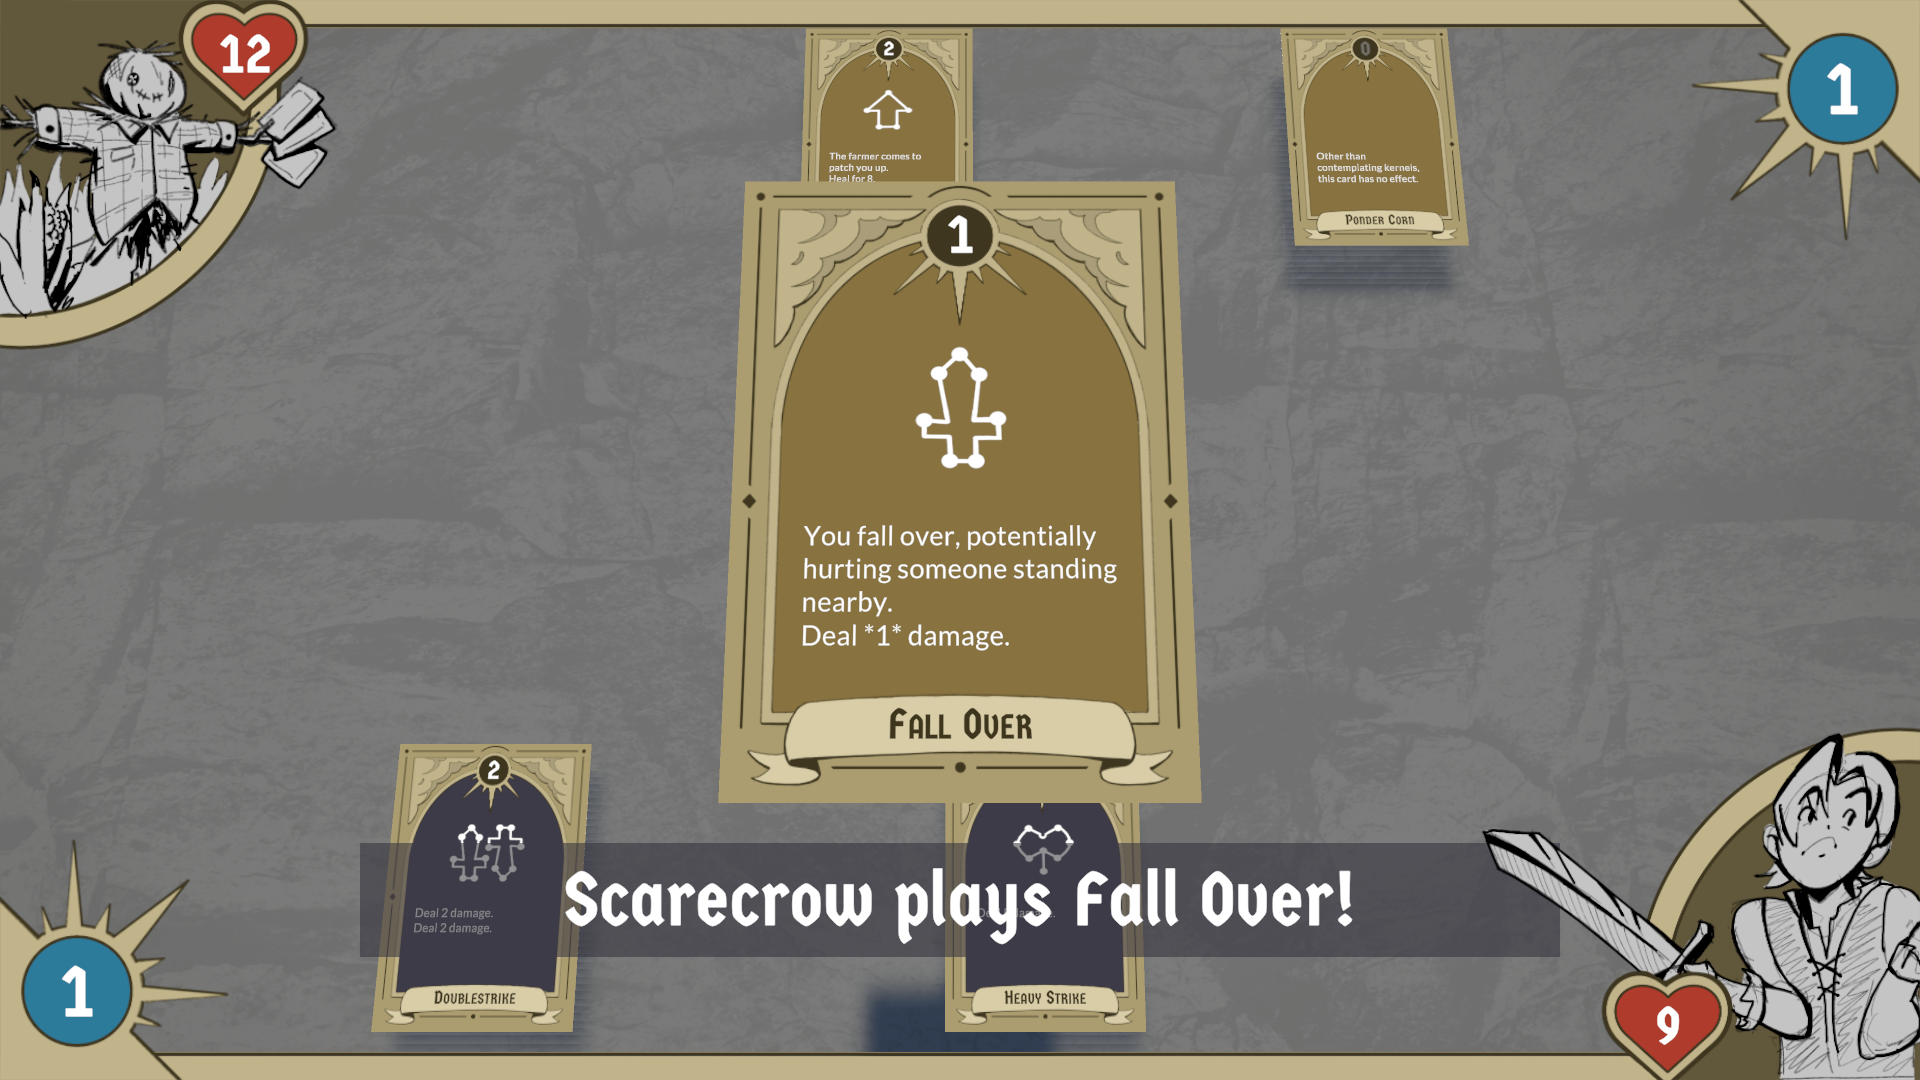 12
2
The farmer comes to
patch you up.
Heal for 8.
0
Other than
contemplating kernels,
this card has no effect.
Ponder Corn
1
1
You fall over, potentially
hurting someone standing
nearby.
Deal *1* damage.
Fall Over
2
Deal 2 damage.
Deal 2 damage.
Doublestrike
Scarecrow plays Fall Over!
Heavy Strike
1
9